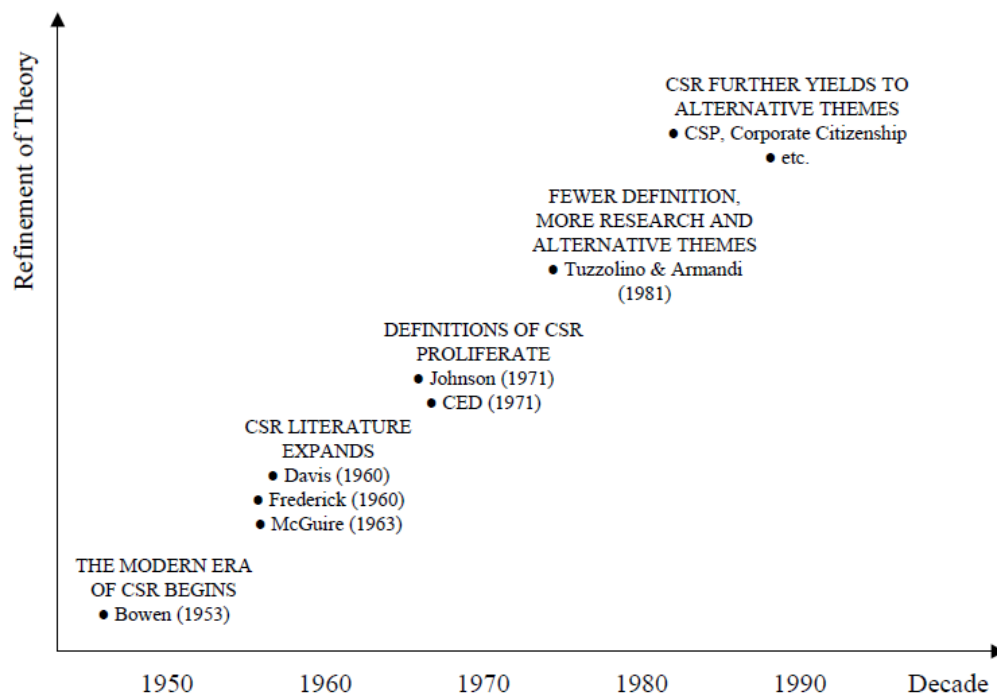 Refinement of Theory
CSR FURTHER YIELDS TO
ALTERNATIVE THEMES
● CSP, Corporate Citizenship
● etc.
FEWER DEFINITION,
MORE RESEARCH AND
ALTERNATIVE THEMES
● Tuzzolino & Armandi
(1981)
DEFINITIONS OF CSR
PROLIFERATE
● Johnson (1971)
● CED (1971)
CSR LITERATURE
EXPANDS
● Davis (1960)
● Frederick (1960)
● McGuire (1963)
THE MODERN ERA
OF CSR BEGINS
● Bowen (1953)
1950 1960 1970 1980 1990 Decade